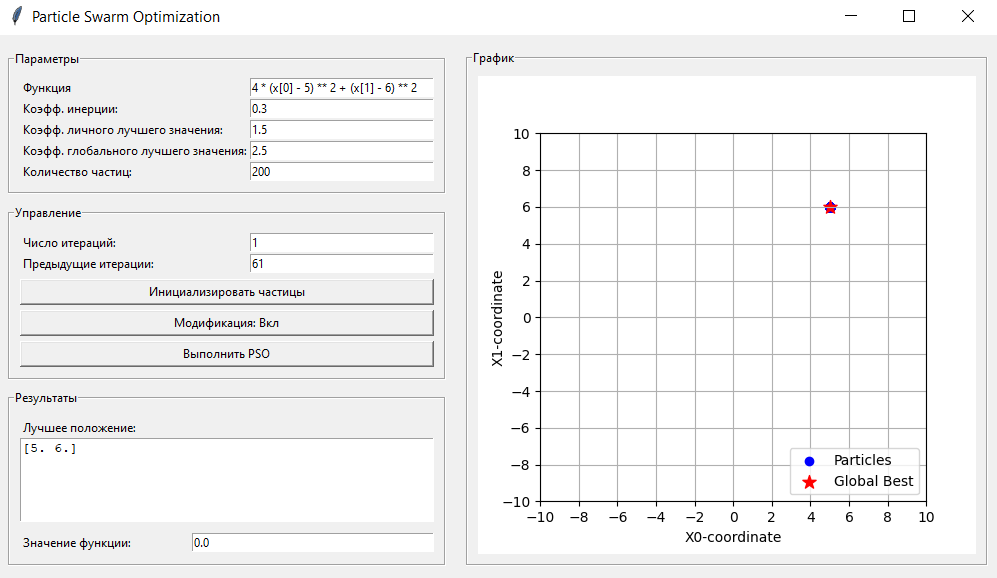 Particle Swarm Optimization
Параметры
Функция 4 * (x[0] - 5) ** 2 + (x[1] - 6) ** 2
Коэфф. инерции: 0.3
Коэфф. личного лучшего значения: 1.5
Коэфф. глобального лучшего значения: 2.5
Количество частиц: 200
Управление
Число итераций: 1
Предыдущие итерации: 61
Инициализировать частицы
Модификация: Вкл
Выполнить PSO
Результаты
Лучшее положение:
[5. 6.]
Значение функции: 0.0
График
10
8
6
4
2
0
−2
−4
−6
−8
−10
X1-coordinate
Particles
Global Best
−10 −8 −6 −4 −2 0 2 4 6 8 10
X0-coordinate